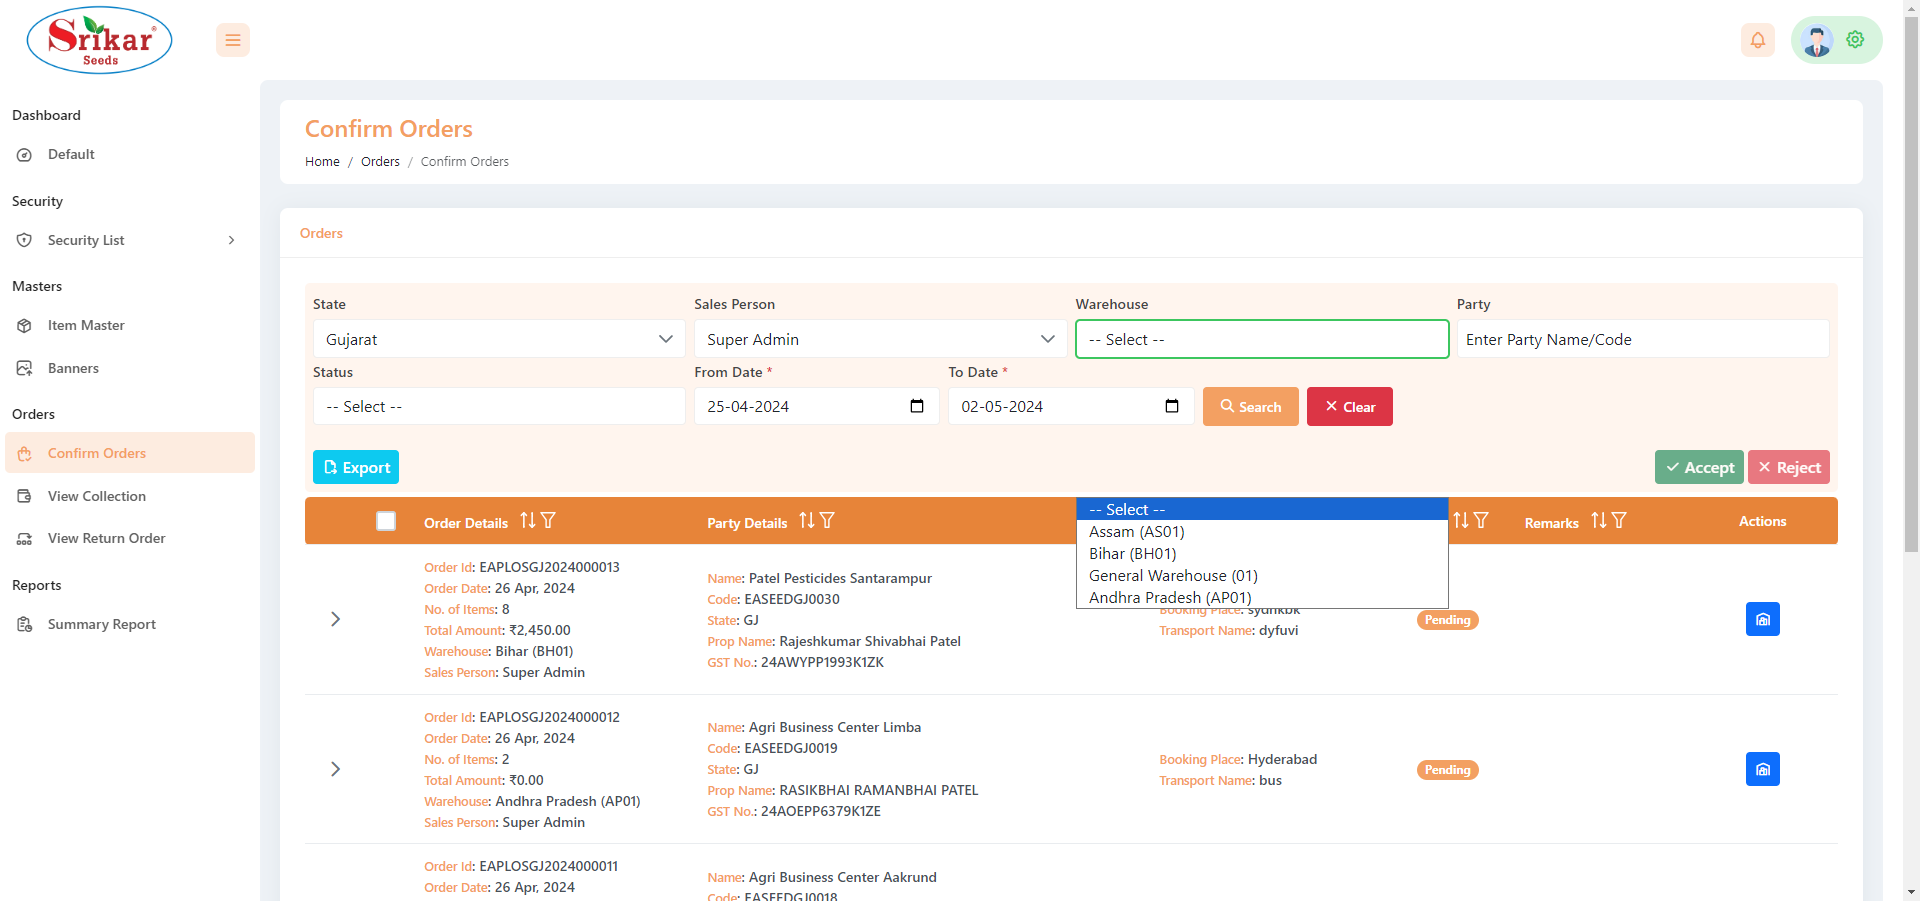 Srikar®
Seeds
Dashboard
Default
Security
Security List
Masters
Item Master
Banners
Orders
Confirm Orders
View Collection
View Return Order
Reports
Summary Report
Confirm Orders
Home / Orders / Confirm Orders
Orders
State
Sales Person
Warehouse
Party
Gujarat
Super Admin
-- Select --
Enter Party Name/Code
Status
From Date *
To Date *
-- Select --
25-04-2024
02-05-2024
Search
Clear
Export
Accept
Reject
Order Details
Party Details
Remarks
Actions
-- Select --
Assam (AS01)
Bihar (BH01)
General Warehouse (01)
Andhra Pradesh (AP01)
Order Id: EAPLOSGJ2024000013
Order Date: 26 Apr, 2024
No. of Items: 8
Total Amount: ₹2,450.00
Warehouse: Bihar (BH01)
Sales Person: Super Admin
Name: Patel Pesticides Santarampur
Code: EASEEDGJ0030
State: GJ
Prop Name: Rajeshkumar Shivabhai Patel
GST No.: 24AWYPP1993K1ZK
Booking Place: sydhkbk
Transport Name: dyfuvi
Pending
Order Id: EAPLOSGJ2024000012
Order Date: 26 Apr, 2024
No. of Items: 2
Total Amount: ₹0.00
Warehouse: Andhra Pradesh (AP01)
Sales Person: Super Admin
Name: Agri Business Center Limba
Code: EASEEDGJ0019
State: GJ
Prop Name: RASIKBHAI RAMANBHAI PATEL
GST No.: 24AOEPP6379K1ZE
Booking Place: Hyderabad
Transport Name: bus
Pending
Order Id: EAPLOSGJ2024000011
Order Date: 26 Apr, 2024
Name: Agri Business Center Aakrund
Code: EASEEDGJ0018